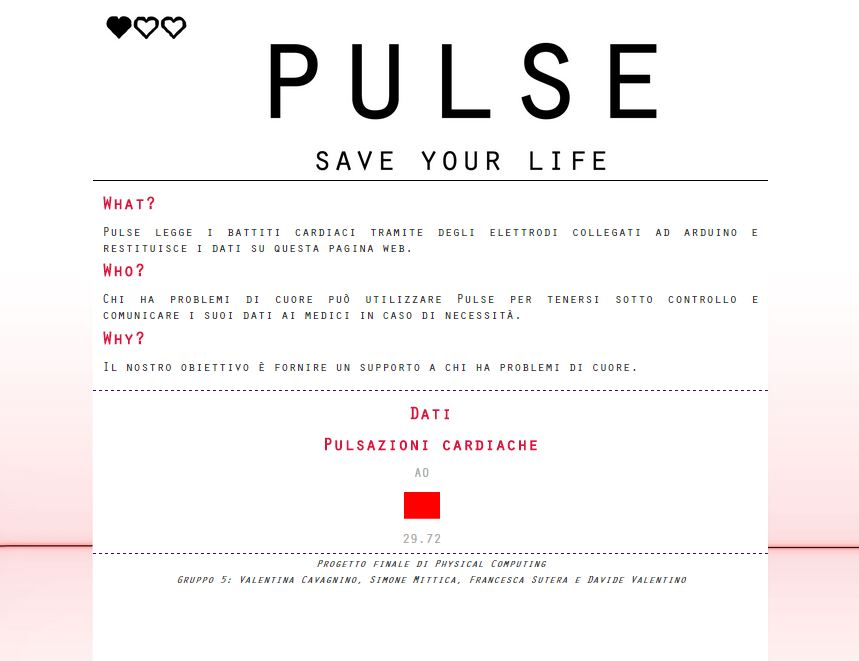 PULSE
SAVE YOUR LIFE
What?
Pulse legge i battiti cardiaci tramite degli elettrodi collegati ad arduino e
restituisce i dati su questa pagina web.
Who?
Chi ha problemi di cuore può utilizzare Pulse per tenersi sotto controllo e
comunicare i suoi dati ai medici in caso di necessità.
Why?
Il nostro obiettivo è fornire un supporto a chi ha problemi di cuore.
Dati
Pulsazioni cardiache
A0
29.72
Progetto finale di Physical Computing
Gruppo 5: Valentina Cavagnino, Simone Mittica, Francesca Sutera e Davide Valentino